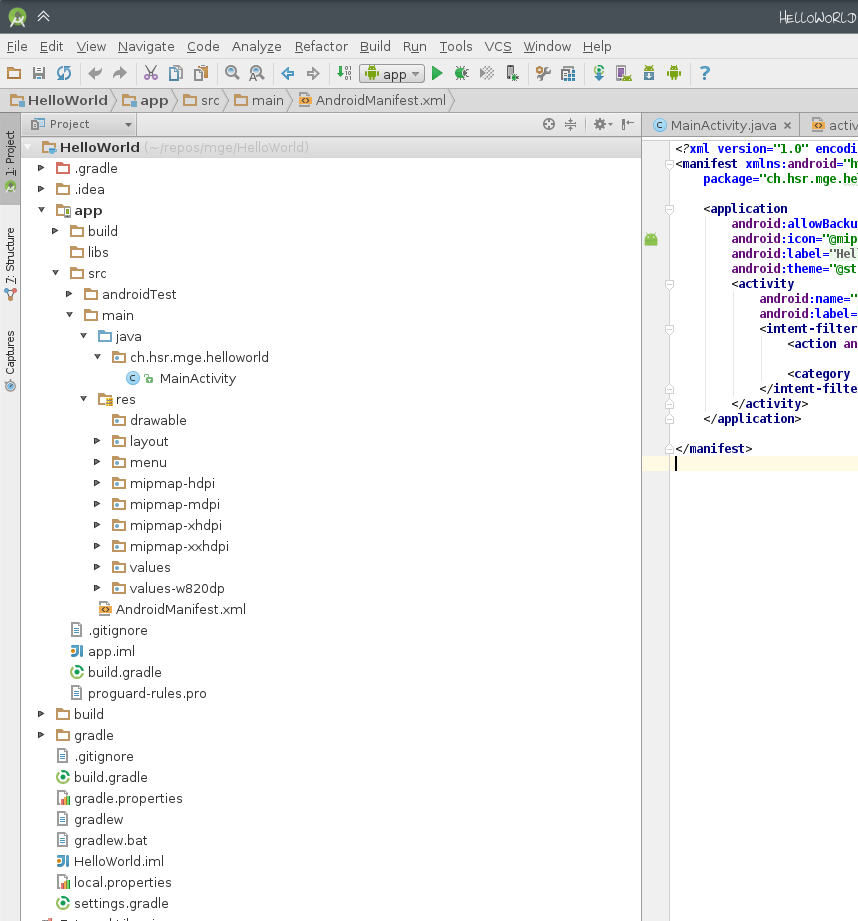 HelloWorld
File Edit View Navigate Code Analyze Refactor Build Run Tools VCS Window Help
app
HelloWorld app src main AndroidManifest.xml
Project
MainActivity.java
1: Project
7: Structure
Captures
HelloWorld (~/repos/mge/HelloWorld)
.gradle
.idea
app
build
libs
src
androidTest
main
java
ch.hsr.mge.helloworld
MainActivity
res
drawable
layout
menu
mipmap-hdpi
mipmap-mdpi
mipmap-xhdpi
mipmap-xxhdpi
values
values-w820dp
AndroidManifest.xml
.gitignore
app.iml
build.gradle
proguard-rules.pro
build
gradle
.gitignore
build.gradle
gradle.properties
gradlew
gradlew.bat
HelloWorld.iml
local.properties
settings.gradle
<?xml version="1.0" encodi
<manifest xmlns:android="h
package="ch.hsr.mge.he
<application
android:allowBacku
android:icon="@mip
android:label="Hel
android:theme="@st
<activity
android:name="
android:label=
<intent-filter
<action an
<category
</intent-filte
</activity>
</application>
</manifest>